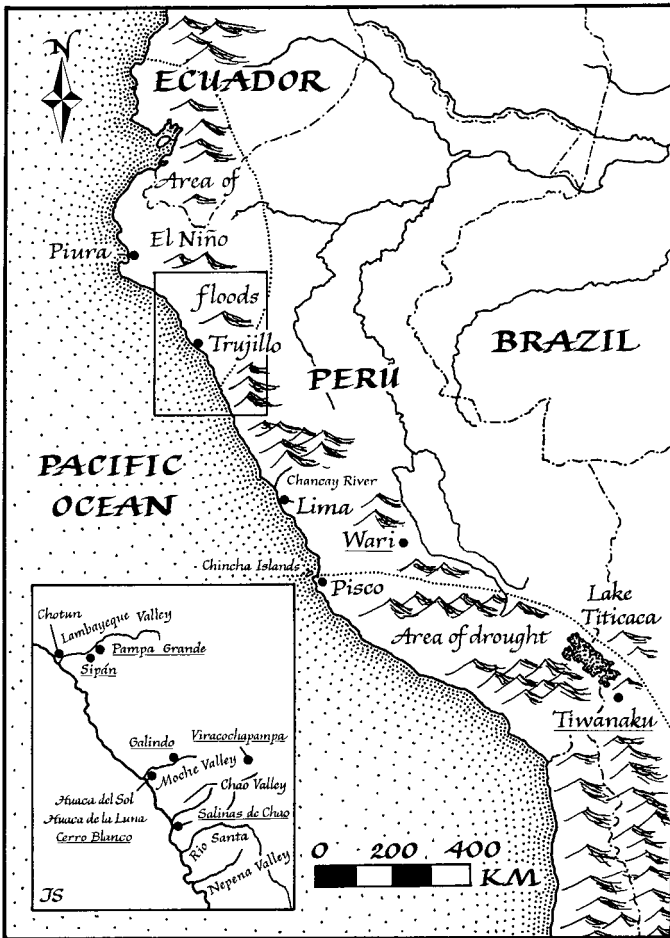 N
ECUADOR
Area of
El Niño
Piura
floods
Trujillo
BRAZIL
PERÚ
PACIFIC
OCEAN
Chancay River
Lima
Wari
Chincha Islands
Pisco
Lake
Titicaca
Area of drought
Tiwanaku
Chotun
Lambayeque Valley
Pampa Grande
Sipán
Galindo
Viracochapampa
Moche Valley
Huaca del Sol
Huaca de la Luna
Cerro Blanco
Chao Valley
Salinas de Chao
Rio Santa
Nepena Valley
JS
0 200 400
KM